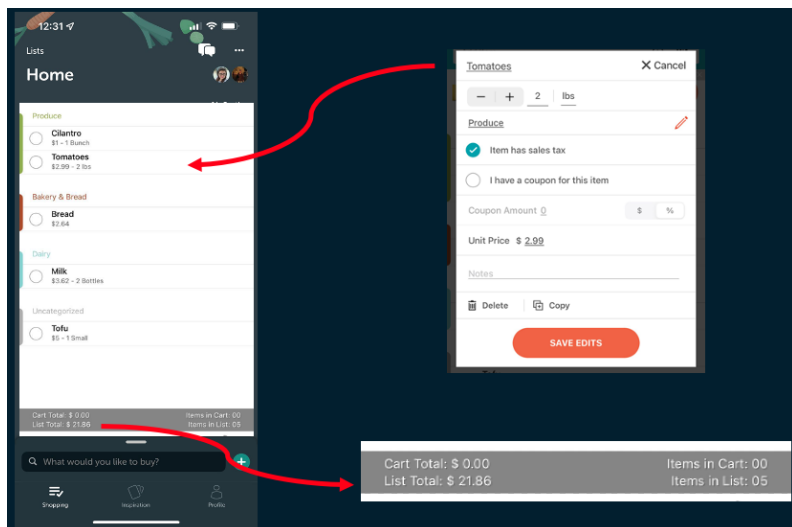 12:31
Lists
Home
Produce
Cilantro
$1 - 1 Bunch
Tomatoes
$2.99 - 2 lbs
Bakery & Bread
Bread
$2.64
Dairy
Milk
$3.62 - 2 Bottles
Uncategorized
Tofu
$5 - 1 Small
Cart Total: $ 0.00 Items in Cart: 00
List Total: $ 21.86 Items in List: 05
What would you like to buy?
Shopping Inspiration Profile
Tomatoes X Cancel
- + 2 lbs
Produce
Item has sales tax
I have a coupon for this item
Coupon Amount 0 $ %
Unit Price $ 2.99
Notes
Delete Copy
SAVE EDITS
Cart Total: $ 0.00 Items in Cart: 00
List Total: $ 21.86 Items in List: 05